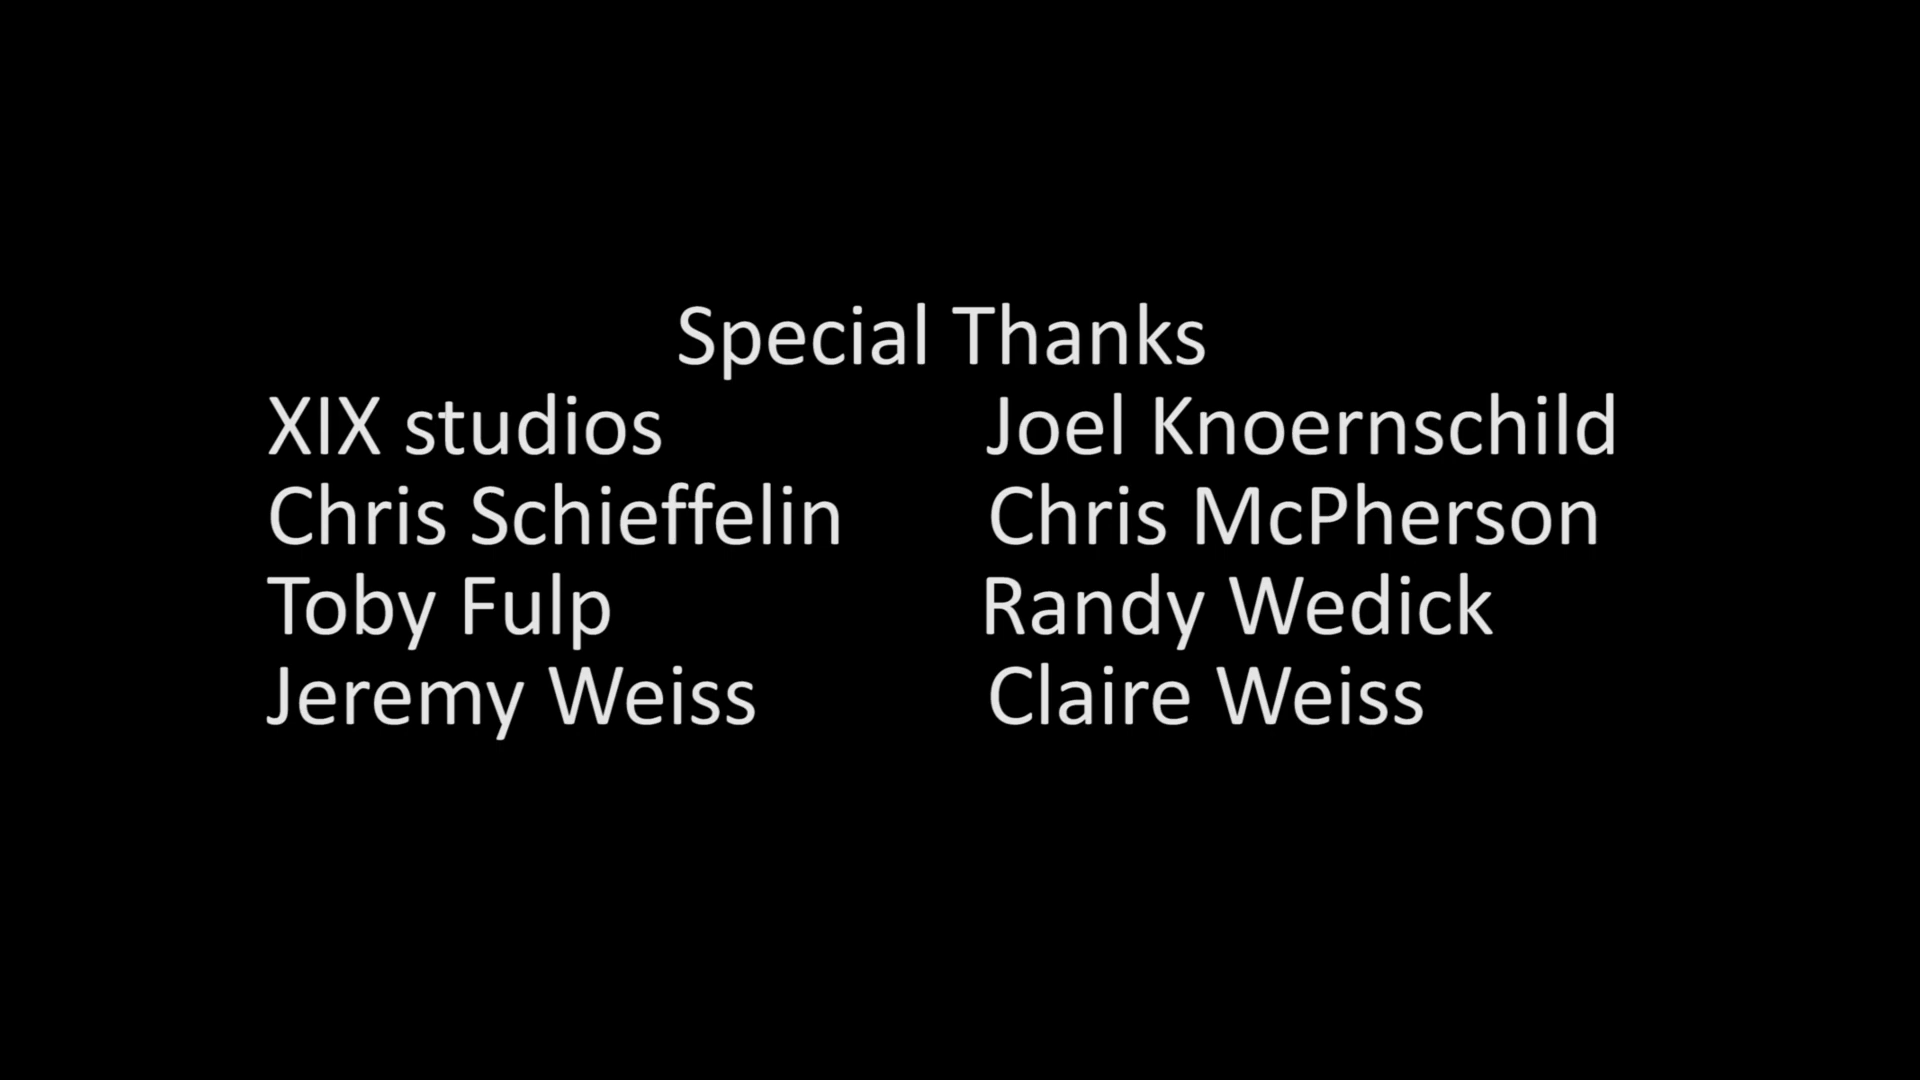 Special Thanks
XIX studios Joel Knoernschild
Chris Schieffelin Chris McPherson
Toby Fulp Randy Wedick
Jeremy Weiss Claire Weiss